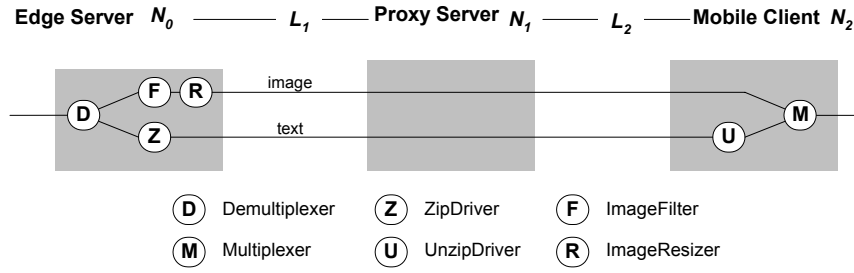 Edge Server N0 L1 Proxy Server N1 L2 Mobile Client N2
image
F R
D M
text
Z U
D Demultiplexer Z ZipDriver F ImageFilter
M Multiplexer U UnzipDriver R ImageResizer